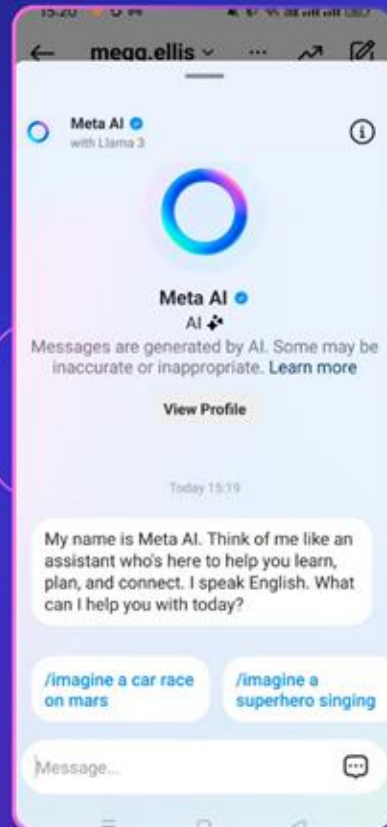 15:20
megg.ellis
Meta AI
with Llama 3
Meta AI
AI
Messages are generated by AI. Some may be
inaccurate or inappropriate. Learn more
View Profile
Today 15:19
My name is Meta AI. Think of me like an
assistant who's here to help you learn,
plan, and connect. I speak English. What
can I help you with today?
/imagine a car race
on mars
/imagine a
superhero singing
Message...